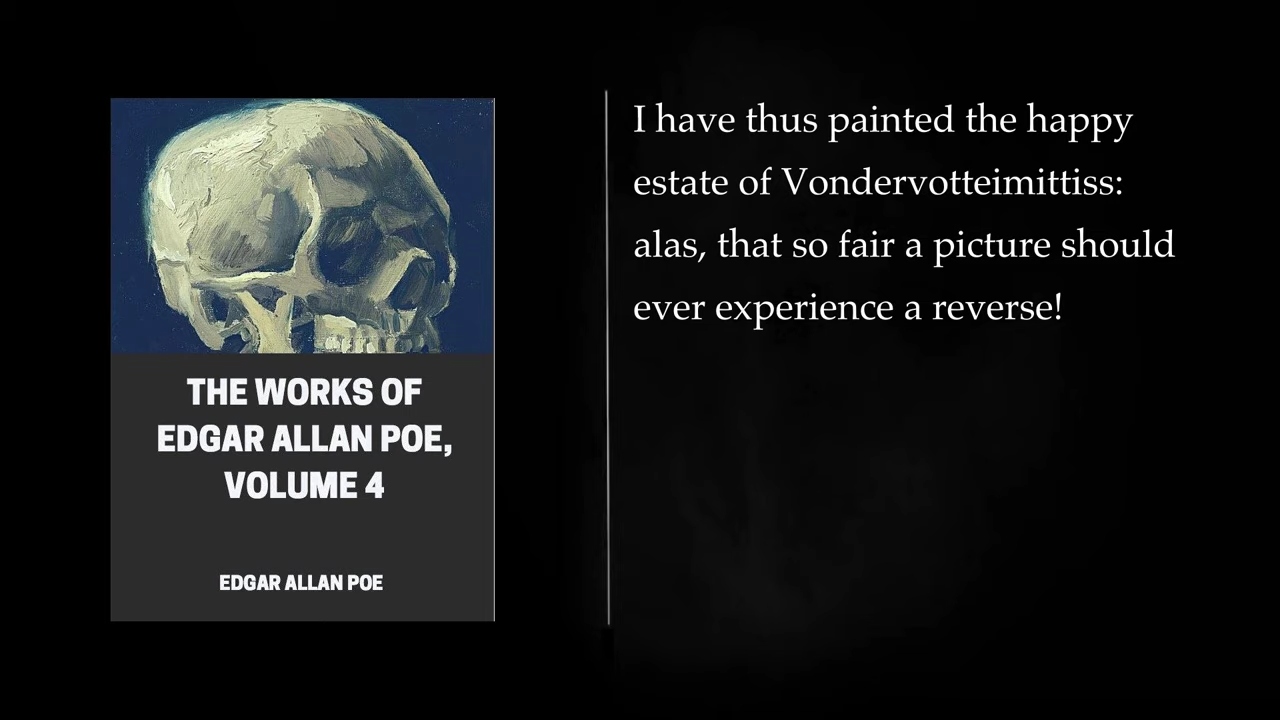 THE WORKS OF
EDGAR ALLAN POE,
VOLUME 4
EDGAR ALLAN POE
I have thus painted the happy
estate of Vondervotteimittiss:
alas, that so fair a picture should
ever experience a reverse!